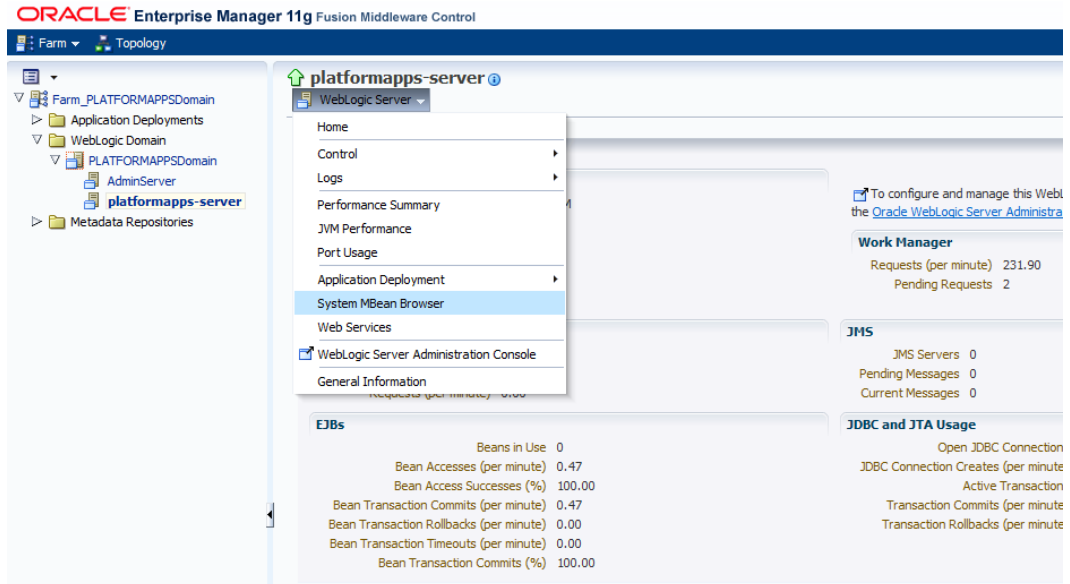 ORACLE Enterprise Manager 11g Fusion Middleware Control
Farm Topology
Farm_PLATFORMAPPSDomain
Application Deployments
WebLogic Domain
PLATFORMAPPSDomain
AdminServer
platformapps-server
Metadata Repositories
platformapps-server
WebLogic Server
Home
Control
Logs
Performance Summary
JVM Performance
Port Usage
Application Deployment
System MBean Browser
Web Services
WebLogic Server Administration Console
General Information
Requests (per minute) 0.00
To configure and manage this WebL
the Oracle WebLogic Server Administra
Work Manager
Requests (per minute) 231.90
Pending Requests 2
JMS
JMS Servers 0
Pending Messages 0
Current Messages 0
EJBs
Beans in Use 0
Bean Accesses (per minute) 0.47
Bean Access Successes (%) 100.00
Bean Transaction Commits (per minute) 0.47
Bean Transaction Rollbacks (per minute) 0.00
Bean Transaction Timeouts (per minute) 0.00
Bean Transaction Commits (%) 100.00
JDBC and JTA Usage
Open JDBC Connection
JDBC Connection Creates (per minute
Active Transaction
Transaction Commits (per minute
Transaction Rollbacks (per minute